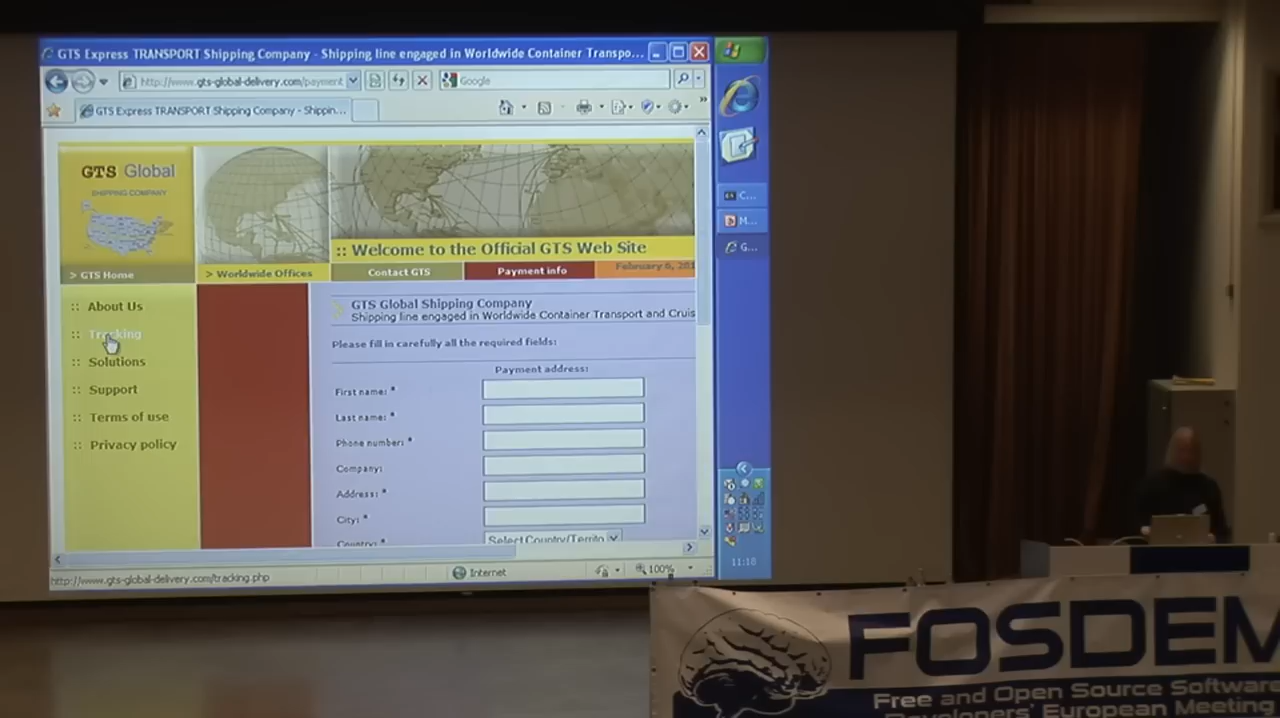 GTS Express TRANSPORT Shipping Company - Shipping line engaged in Worldwide Container Transpo...
http://www.gts-global-delivery.com/payment
Google
GTS Express TRANSPORT Shipping Company - Shippin...
GTS Global
SHIPPING COMPANY
:: Welcome to the Official GTS Web Site
> GTS Home
> Worldwide Offices
Contact GTS
Payment info
February 6, 201
:: About Us
:: Tracking
:: Solutions
:: Support
:: Terms of use
:: Privacy policy
GTS Global Shipping Company
Shipping line engaged in Worldwide Container Transport and Cruis
Please fill in carefully all the required fields:
Payment address:
First name: *
Last name: *
Phone number: *
Company:
Address: *
City: *
Country: *
Select Country/Territo
http://www.gts-global-delivery.com/tracking.php
Internet
100%
C...
M...
G...
11:18
FOSDEM
Free and Open Source Software
Developers' European Meeting